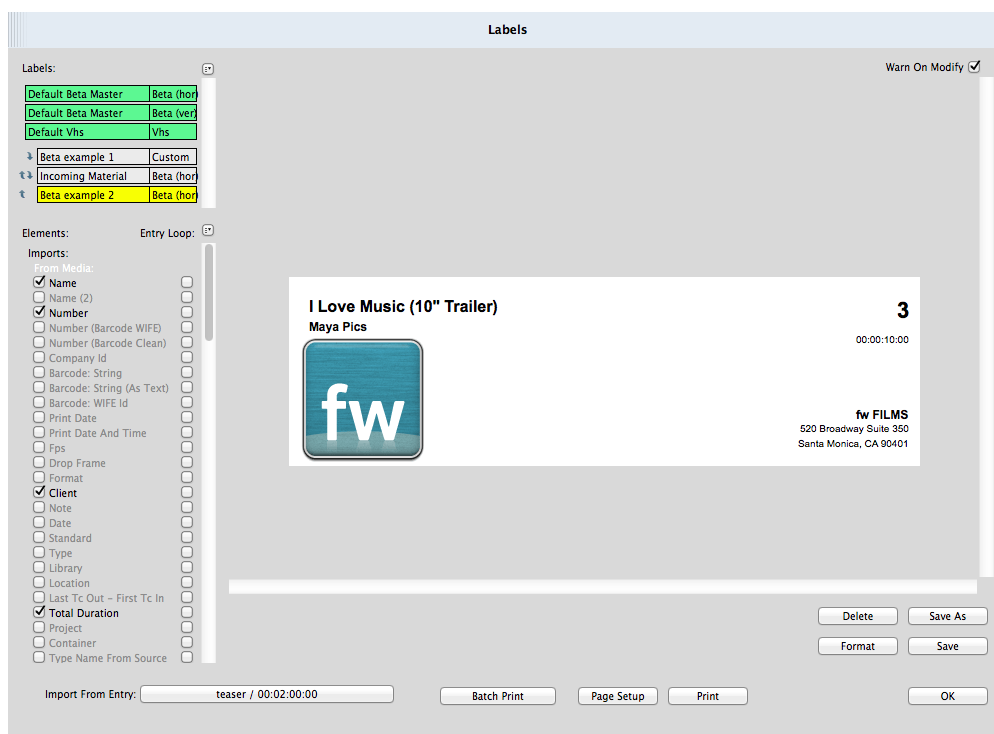 Labels
Labels:
Warn On Modify
Default Beta Master Beta (hor)
Default Beta Master Beta (ver)
Default Vhs Vhs
Beta example 1 Custom
Incoming Material Beta (hor)
Beta example 2 Beta (hor)
Elements: Entry Loop:
Imports:
From Media:
Name
Name (2)
Number
Number (Barcode WIFE)
Number (Barcode Clean)
Company Id
Barcode: String
Barcode: String (As Text)
Barcode: WIFE Id
Print Date
Print Date And Time
Fps
Drop Frame
Format
Client
Note
Date
Standard
Type
Library
Location
Last Tc Out - First Tc In
Total Duration
Project
Container
Type Name From Source
I Love Music (10" Trailer)
Maya Pics
fw
3
00:00:10:00
fw FILMS
520 Broadway Suite 350
Santa Monica, CA 90401
Delete Save As
Format Save
Import From Entry: teaser / 00:02:00:00 Batch Print Page Setup Print OK